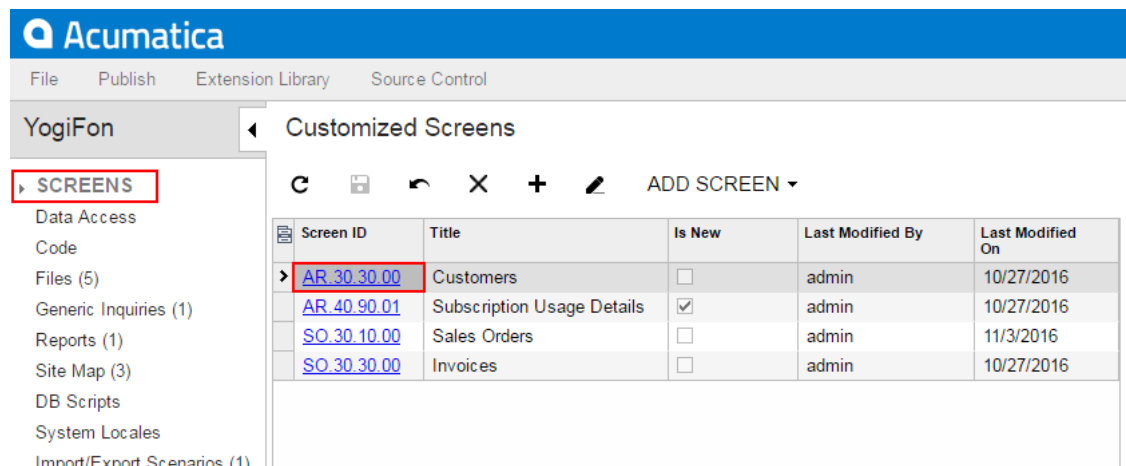 Acumatica
File Publish Extension Library Source Control
YogiFon
Customized Screens
SCREENS
ADD SCREEN
Data Access
Code
Files (5)
Generic Inquiries (1)
Reports (1)
Site Map (3)
DB Scripts
System Locales
Import/Export Scenarios (1)
Screen ID Title Is New Last Modified By Last Modified On
AR.30.30.00 Customers admin 10/27/2016
AR.40.90.01 Subscription Usage Details admin 10/27/2016
SO.30.10.00 Sales Orders admin 11/3/2016
SO.30.30.00 Invoices admin 10/27/2016